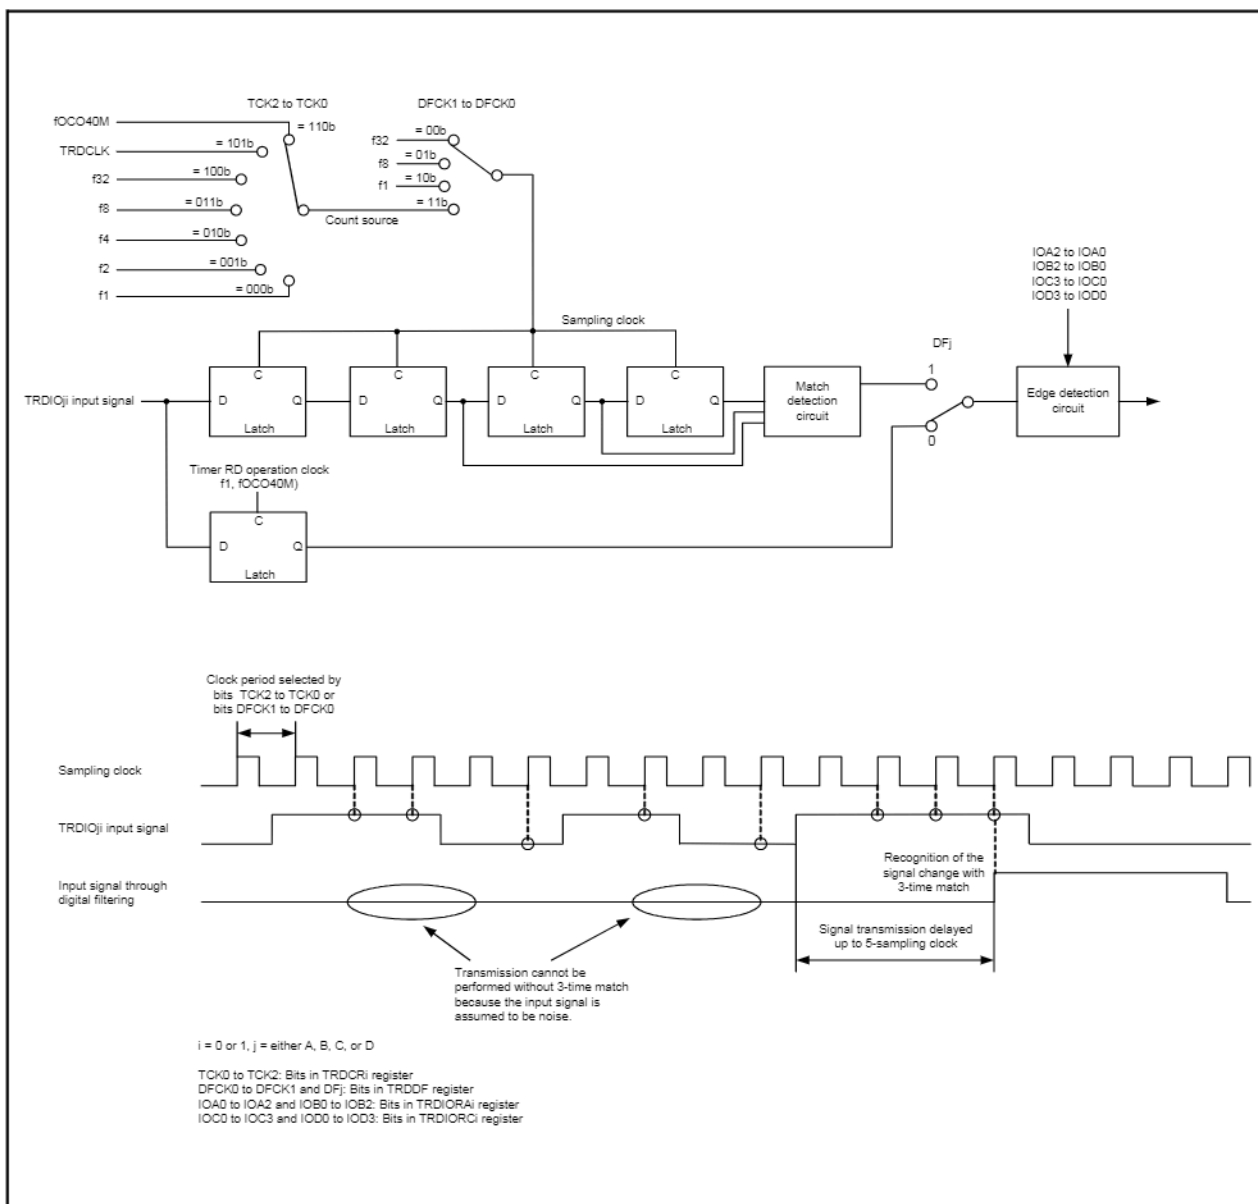 TCK2 to TCK0
DFCK1 to DFCK0
fOCO40M
= 110b
TRDCLK
= 101b
f32
= 100b
f8
= 011b
f4
= 010b
f2
= 001b
f1
= 000b
f32
= 00b
f8
= 01b
f1
= 10b
= 11b
Count source
IOA2 to IOA0
IOB2 to IOB0
IOC3 to IOC0
IOD3 to IOD0
Sampling clock
DFj
TRDIOji input signal
C
D
Q
Latch
C
D
Q
Latch
C
D
Q
Latch
C
D
Q
Latch
Match
detection
circuit
1
0
Edge detection
circuit
Timer RD operation clock
f1, fOCO40M)
C
D
Q
Latch
Clock period selected by
bits TCK2 to TCK0 or
bits DFCK1 to DFCK0
Sampling clock
TRDIOji input signal
Input signal through
digital filtering
Recognition of the
signal change with
3-time match
Signal transmission delayed
up to 5-sampling clock
Transmission cannot be
performed without 3-time match
because the input signal is
assumed to be noise.
i = 0 or 1, j = either A, B, C, or D
TCK0 to TCK2: Bits in TRDCRi register
DFCK0 to DFCK1 and DFj: Bits in TRDDF register
IOA0 to IOA2 and IOB0 to IOB2: Bits in TRDIORAi register
IOC0 to IOC3 and IOD0 to IOD3: Bits in TRDIORCi register